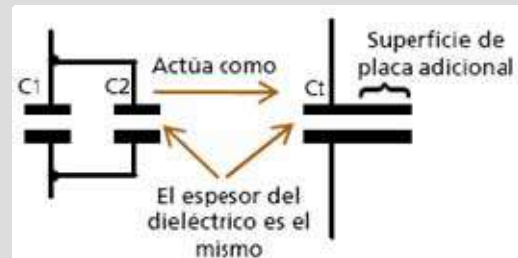 Superficie de
placa adicional
Actúa como
C1
C2
Ct
El espesor del
dieléctrico es el
mismo